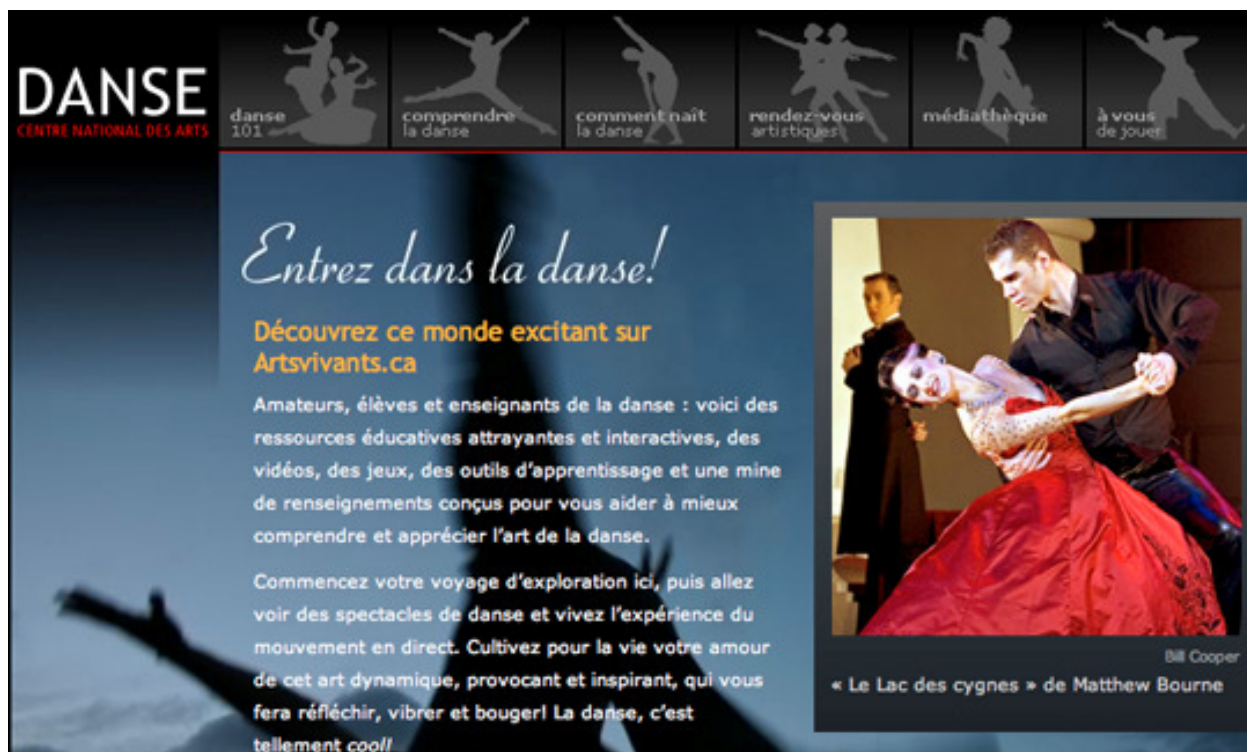 DANSE
CENTRE NATIONAL DES ARTS
danse
101
comprendre
la danse
comment naît
la danse
rendez-vous
artistiques
médiathèque
à vous
de jouer
Entrez dans la danse!
Découvrez ce monde excitant sur
Artsvivants.ca
Amateurs, élèves et enseignants de la danse : voici des
ressources éducatives attrayantes et interactives, des
vidéos, des jeux, des outils d'apprentissage et une mine
de renseignements conçus pour vous aider à mieux
comprendre et apprécier l'art de la danse.
Commencez votre voyage d'exploration ici, puis allez
voir des spectacles de danse et vivez l'expérience du
mouvement en direct. Cultivez pour la vie votre amour
de cet art dynamique, provocant et inspirant, qui vous
fera réfléchir, vibrer et bouger! La danse, c'est
tellement cool!
Bill Cooper
« Le Lac des cygnes » de Matthew Bourne